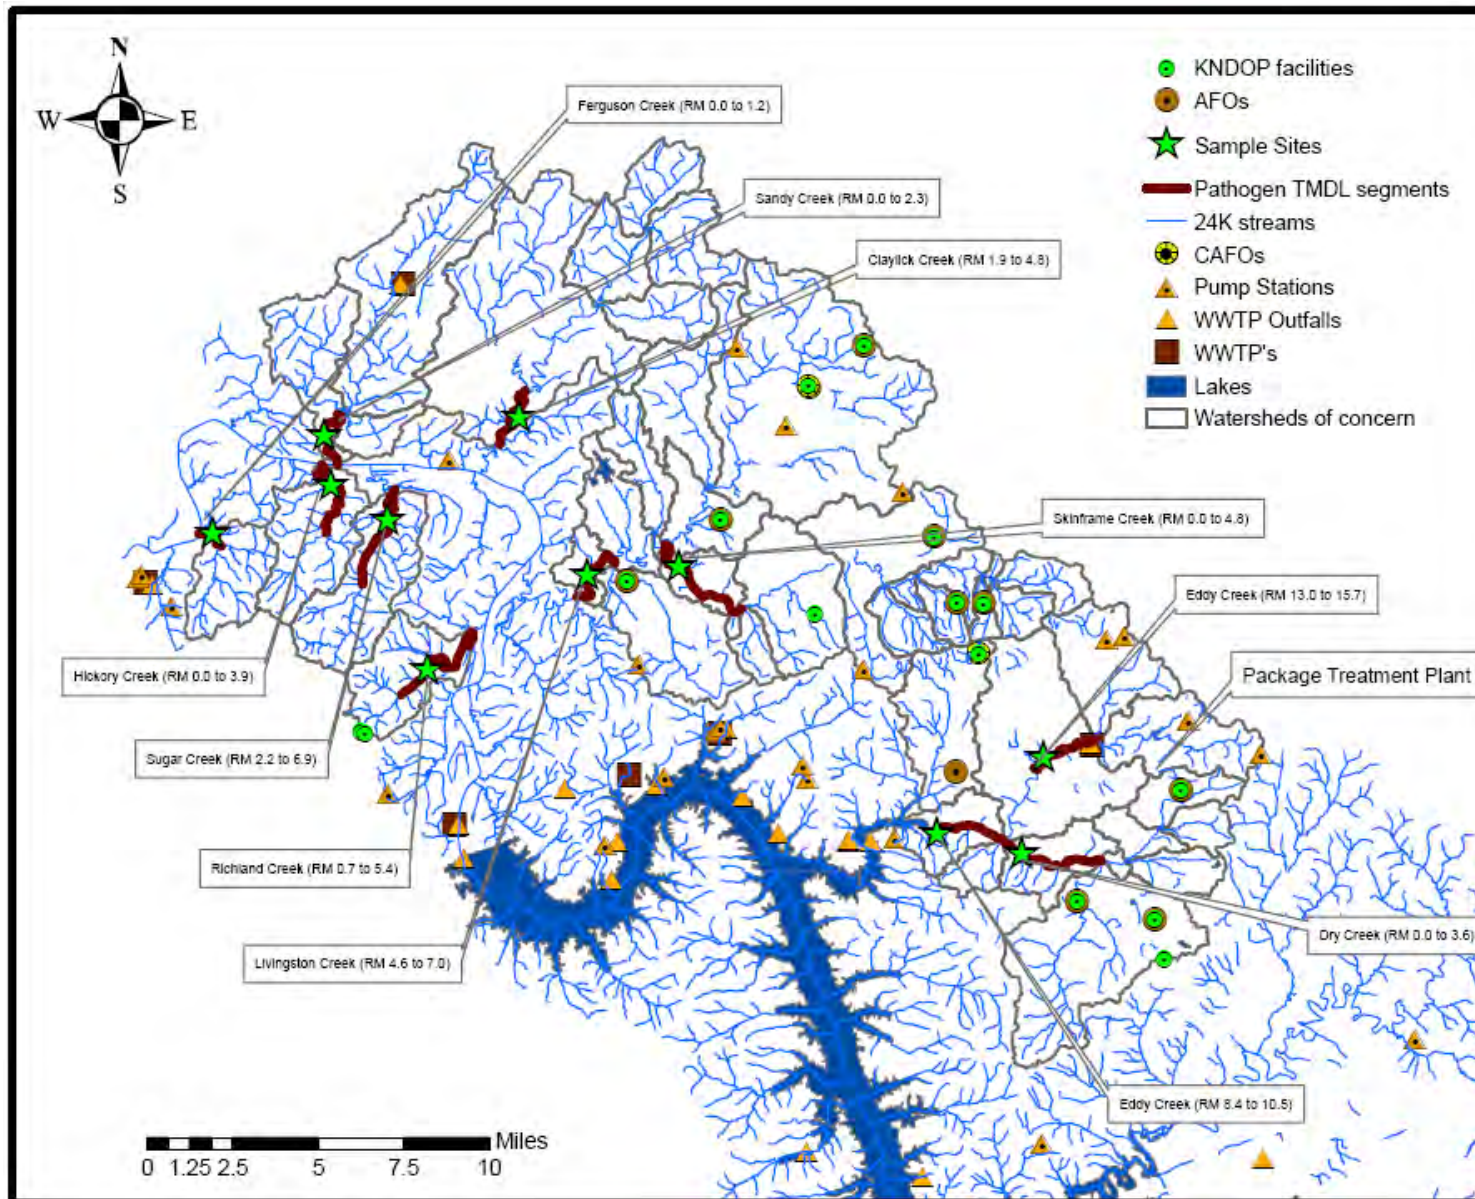 N
W
E
S
KNDOP facilities
AFOs
Sample Sites
Pathogen TMDL segments
24K streams
CAFOs
Pump Stations
WWTP Outfalls
WWTP's
Lakes
Watersheds of concern
Ferguson Creek (RM 0.0 to 1.2)
Sandy Creek (RM 0.0 to 2.3)
Claylick Creek (RM 1.9 to 4.8)
Skinframe Creek (RM 0.0 to 4.8)
Eddy Creek (RM 13.0 to 15.7)
Package Treatment Plant
Hickory Creek (RM 0.0 to 3.9)
Sugar Creek (RM 2.2 to 6.9)
Richland Creek (RM 0.7 to 5.4)
Livingston Creek (RM 4.6 to 7.0)
Dry Creek (RM 0.0 to 3.6)
Eddy Creek (RM 8.4 to 10.5)
Miles
0 1.25 2.5 5 7.5 10